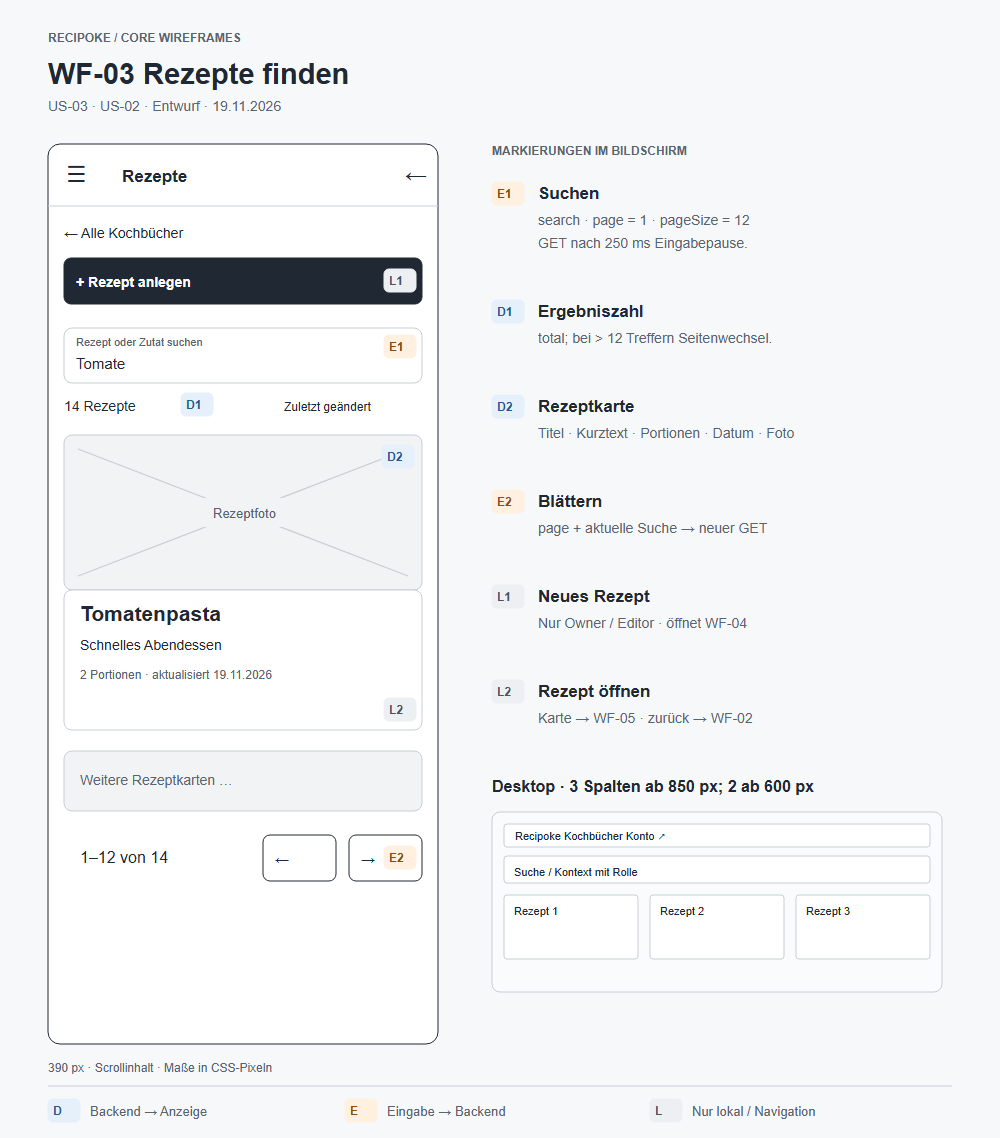 RECIPOKE / CORE WIREFRAMES
WF-03 Rezepte finden
US-03 · US-02 · Entwurf · 19.11.2026
☰ Rezepte ←
← Alle Kochbücher
+ Rezept anlegen L1
Rezept oder Zutat suchen E1
Tomate
14 Rezepte D1 Zuletzt geändert
D2
Rezeptfoto
Tomatenpasta
Schnelles Abendessen
2 Portionen · aktualisiert 19.11.2026
L2
Weitere Rezeptkarten …
1–12 von 14 ← → E2
390 px · Scrollinhalt · Maße in CSS-Pixeln
MARKIERUNGEN IM BILDSCHIRM
E1 Suchen
search · page = 1 · pageSize = 12
GET nach 250 ms Eingabepause.
D1 Ergebniszahl
total; bei > 12 Treffern Seitenwechsel.
D2 Rezeptkarte
Titel · Kurztext · Portionen · Datum · Foto
E2 Blättern
page + aktuelle Suche → neuer GET
L1 Neues Rezept
Nur Owner / Editor · öffnet WF-04
L2 Rezept öffnen
Karte → WF-05 · zurück → WF-02
Desktop · 3 Spalten ab 850 px; 2 ab 600 px
Recipoke Kochbücher Konto ↗
Suche / Kontext mit Rolle
Rezept 1 Rezept 2 Rezept 3
D Backend → Anzeige E Eingabe → Backend L Nur lokal / Navigation